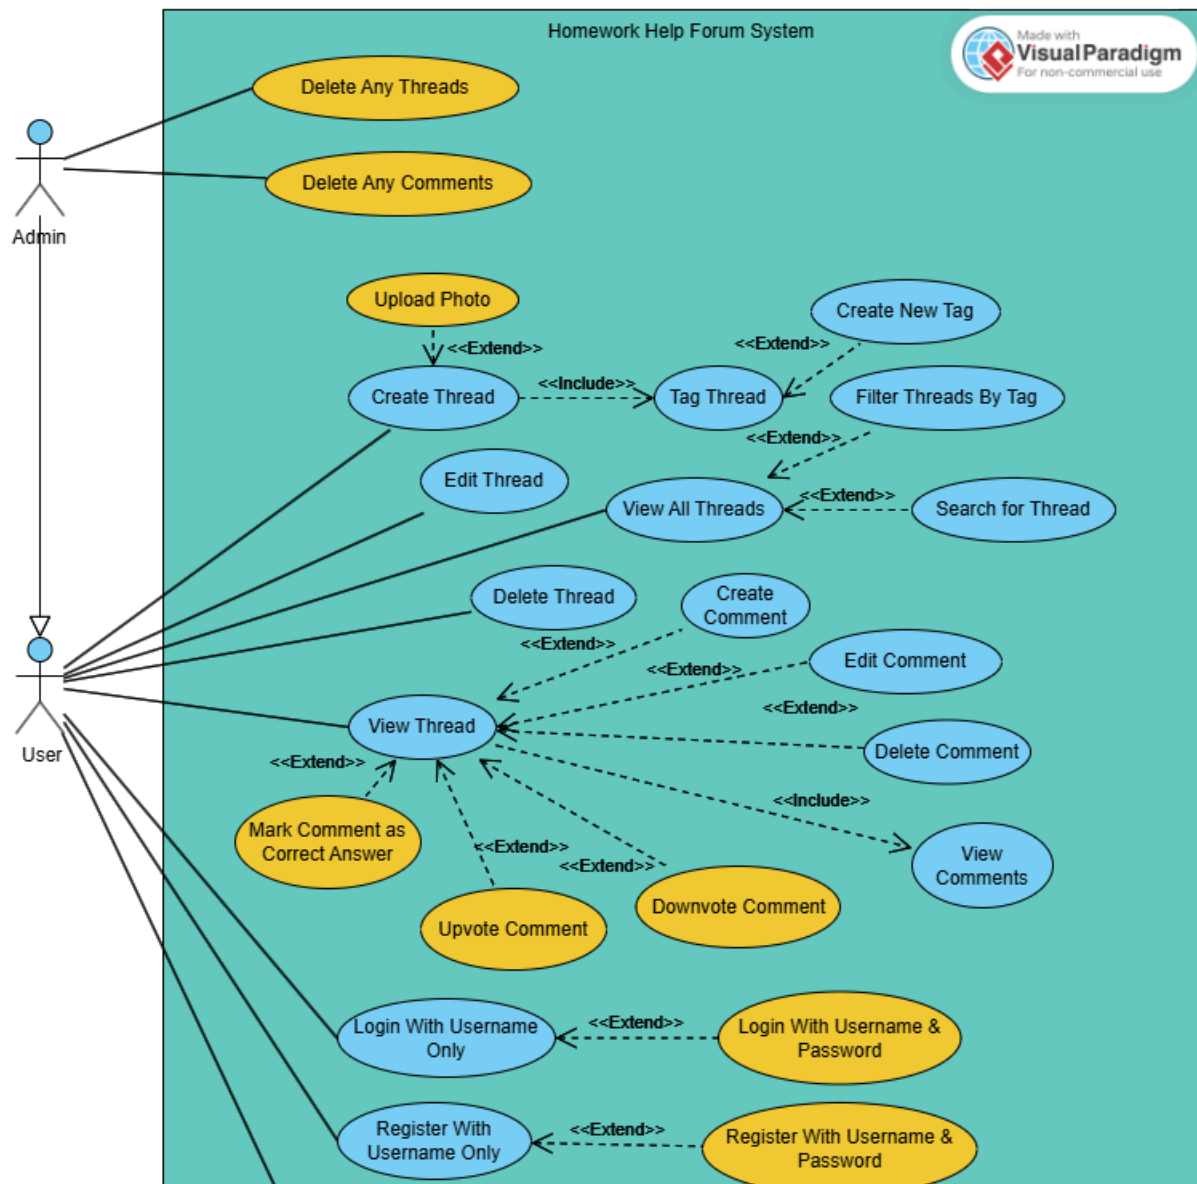 Homework Help Forum System
Made with
Visual Paradigm
For non-commercial use
Delete Any Threads
Admin
Delete Any Comments
Upload Photo
Create New Tag
<<Extend>>
<<Extend>>
Create Thread
<<Include>>
Tag Thread
Filter Threads By Tag
<<Extend>>
Edit Thread
View All Threads
<<Extend>>
Search for Thread
Delete Thread
Create
Comment
<<Extend>>
Edit Comment
<<Extend>>
<<Extend>>
User
View Thread
Delete Comment
<<Extend>>
<<Include>>
Mark Comment as
Correct Answer
<<Extend>>
<<Extend>>
View
Comments
Upvote Comment
Downvote Comment
Login With Username
Only
<<Extend>>
Login With Username &
Password
Register With
Username Only
<<Extend>>
Register With Username &
Password